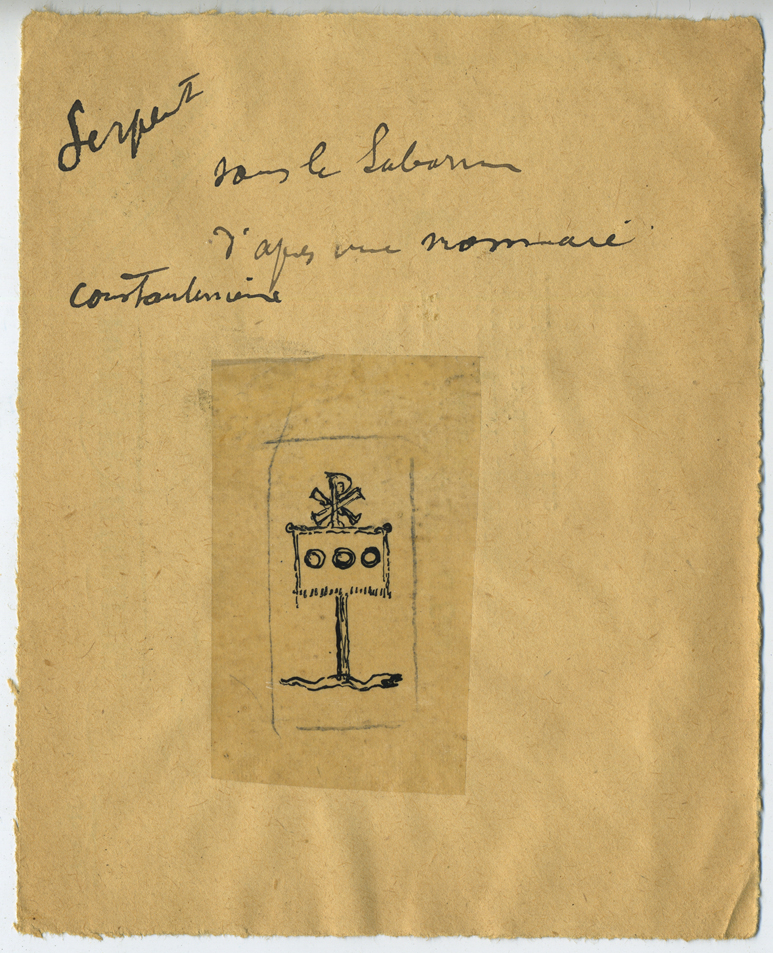 Serpent
sous le Labarum
d'après une monnaie
constantinienne